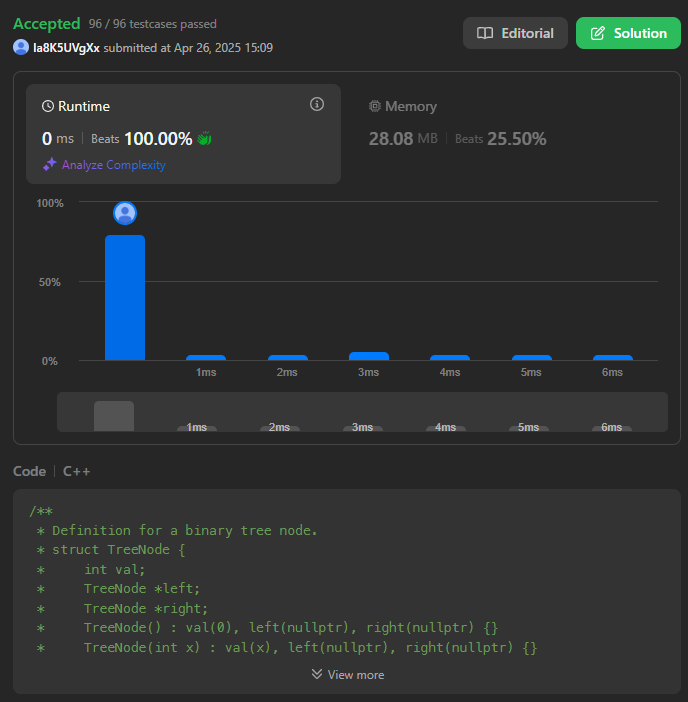 Accepted 96 / 96 testcases passed
la8K5UVgXx submitted at Apr 26, 2025 15:09
Editorial
Solution
Runtime
0 ms | Beats 100.00%
Analyze Complexity
Memory
28.08 MB | Beats 25.50%
100%
50%
0%
1ms 2ms 3ms 4ms 5ms 6ms
1ms 2ms 3ms 4ms 5ms 6ms
Code | C++
/**
* Definition for a binary tree node.
* struct TreeNode {
*     int val;
*     TreeNode *left;
*     TreeNode *right;
*     TreeNode() : val(0), left(nullptr), right(nullptr) {}
*     TreeNode(int x) : val(x), left(nullptr), right(nullptr) {}
View more